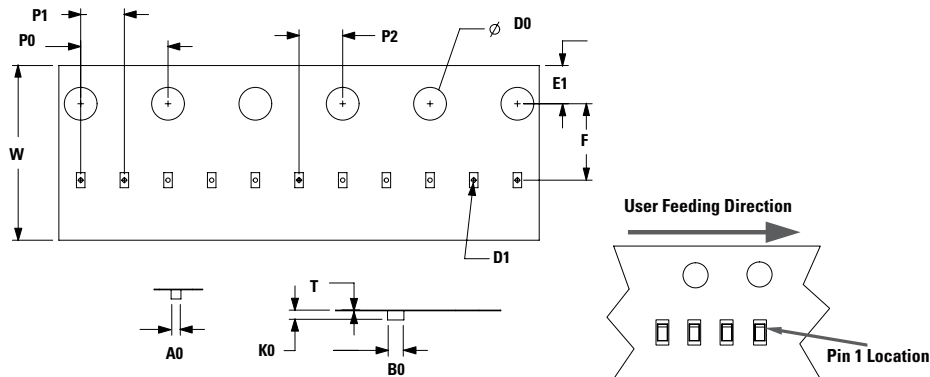 P1
P0
P2
Ø D0
E1
W
F
D1
User Feeding Direction
T
K0
A0
B0
Pin 1 Location